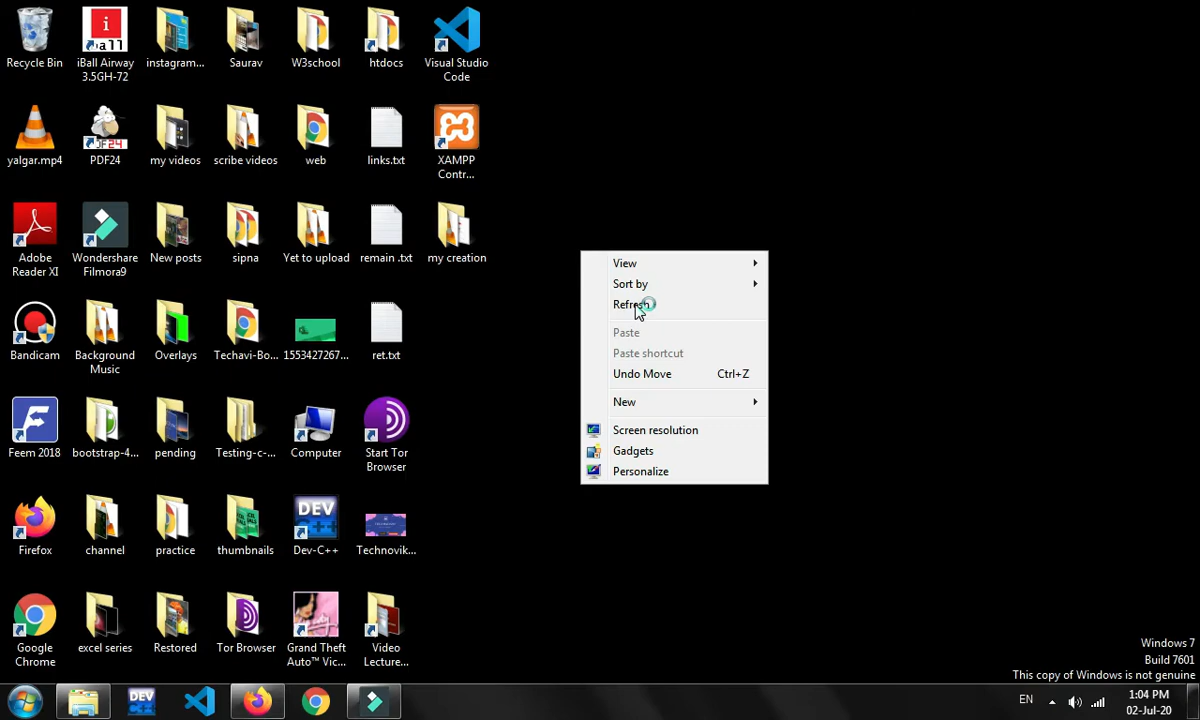 Recycle Bin
iBall Airway
3.5GH-72
instagram...
Saurav
W3school
htdocs
Visual Studio
Code
yalgar.mp4
PDF24
my videos
scribe videos
web
links.txt
XAMPP
Contr...
Adobe
Reader XI
Wondershare
Filmora9
New posts
sipna
Yet to upload
remain .txt
my creation
Bandicam
Background
Music
Overlays
Techavi-Bo...
1553427267...
ret.txt
Feem 2018
bootstrap-4...
pending
Testing-c-...
Computer
Start Tor
Browser
Firefox
channel
practice
thumbnails
DEV
C++
Dev-C++
Technovik...
Google
Chrome
excel series
Restored
Tor Browser
Grand Theft
Auto™ Vic...
Video
Lecture...
View
Sort by
Refresh
Paste
Paste shortcut
Undo Move Ctrl+Z
New
Screen resolution
Gadgets
Personalize
Windows 7
Build 7601
This copy of Windows is not genuine
DEV
EN
1:04 PM
02-Jul-20